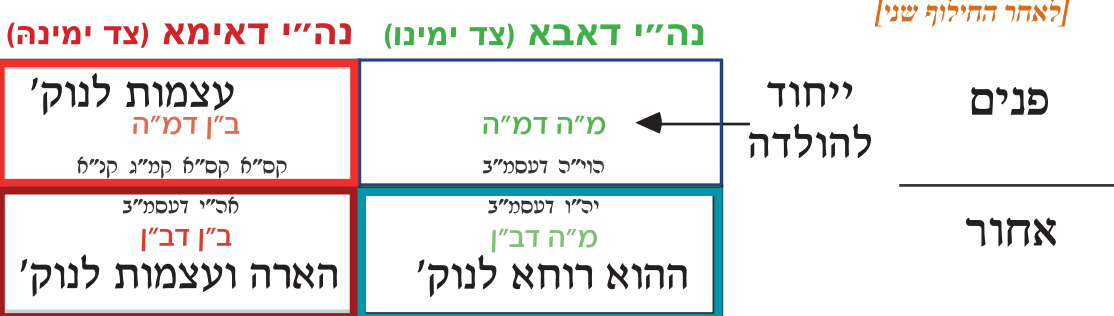 [לאחר החילוף שני]
נה״י דאבא (צד ימינו)
נה״י דאימא (צד ימינה)
פנים
ייחוד
להולדה
מ״ה דמ״ה
הוי״ה דעסמ״ב
עצמות לנוק׳
ב״ן דמ״ה
קס״א קס״א קמ״ג קנ״א
אחור
יה״ו דעסמ״ב
מ״ה דב״ן
ההוא רוחא לנוק׳
אה״י דעסמ״ב
ב״ן דב״ן
הארה ועצמות לנוק׳